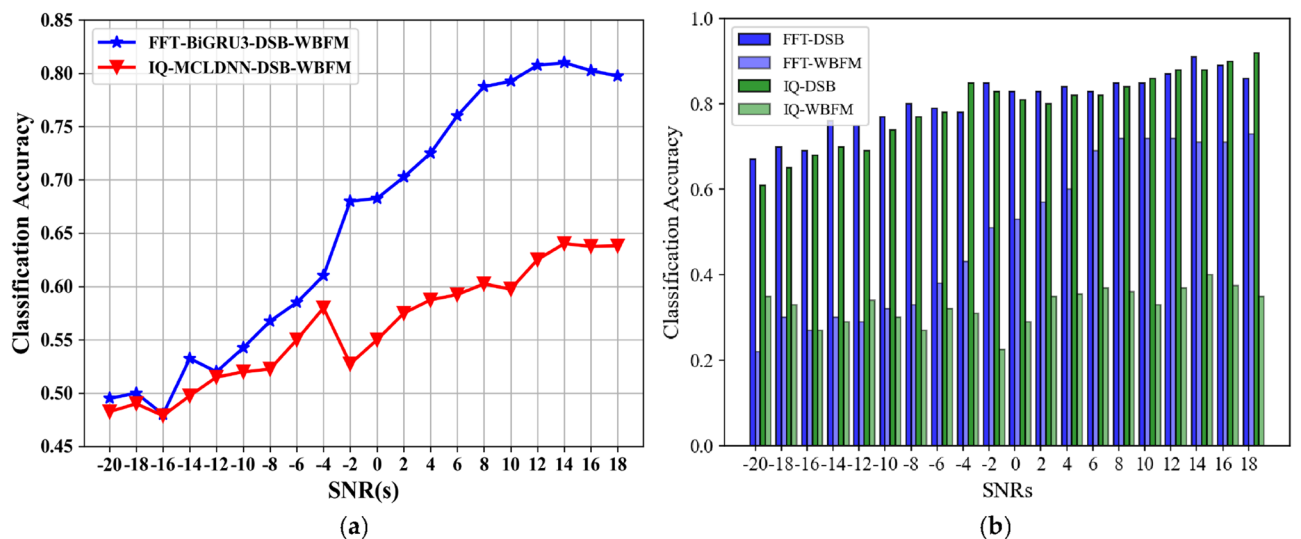 0.85
0.80
0.75
0.70
0.65
0.60
0.55
0.50
0.45
Classification Accuracy
FFT-BiGRU3-DSB-WBFM
IQ-MCLDNN-DSB-WBFM
-20 -18 -16 -14 -12 -10 -8 -6 -4 -2 0 2 4 6 8 10 12 14 16 18
SNR(s)
(a)
1.0
0.8
0.6
0.4
0.2
0.0
Classification Accuracy
FFT-DSB
FFT-WBFM
IQ-DSB
IQ-WBFM
-20 -18 -16 -14 -12 -10 -8 -6 -4 -2 0 2 4 6 8 10 12 14 16 18
SNRs
(b)